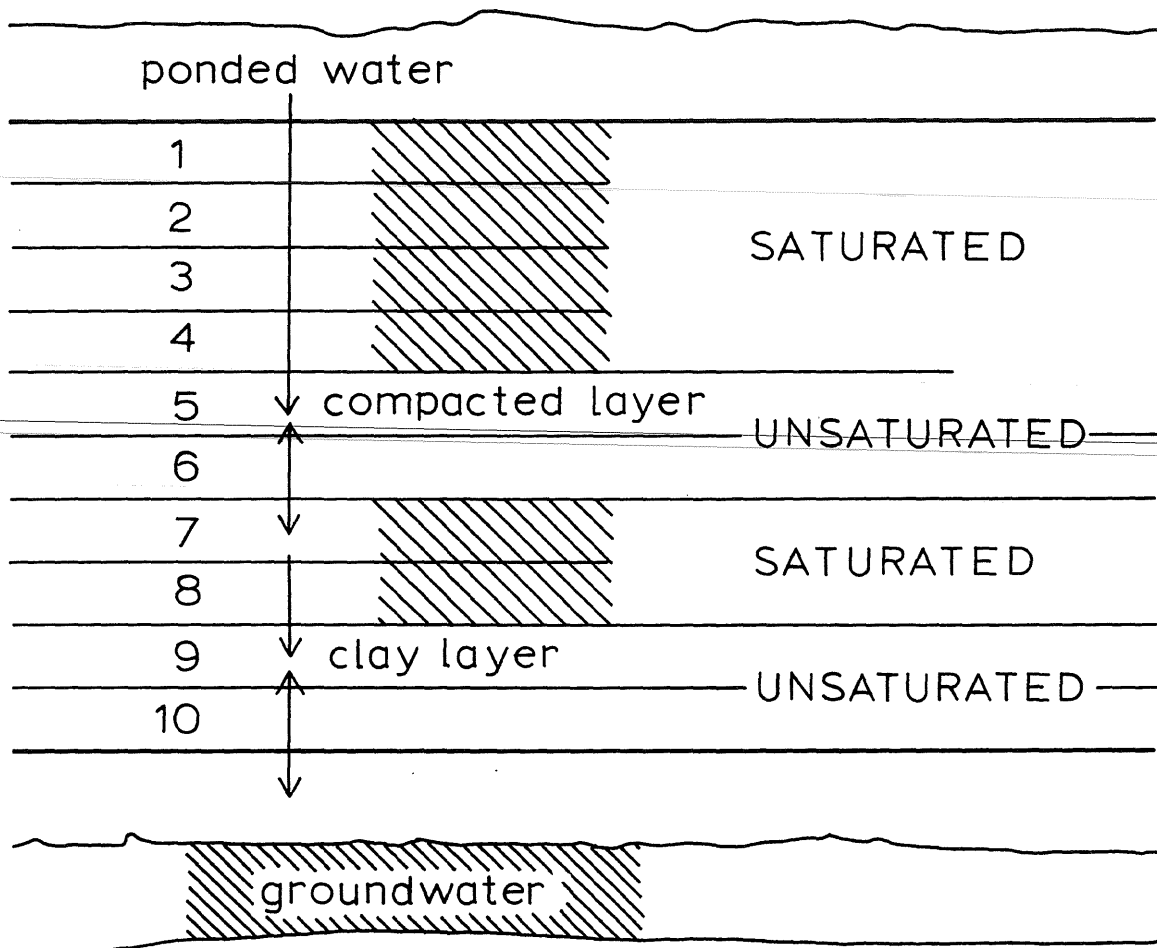 ponded water
1
2
SATURATED
3
4
5 compacted layer
UNSATURATED
6
7
SATURATED
8
9 clay layer
UNSATURATED
10
groundwater